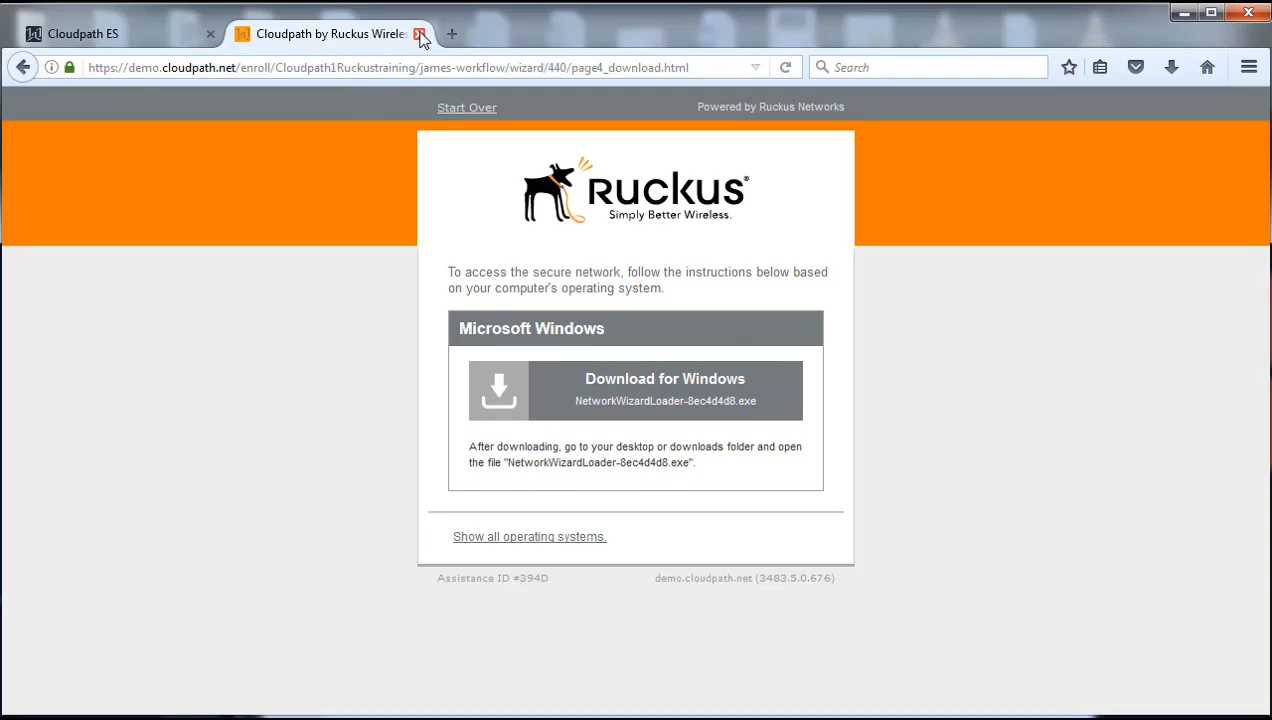 Cloudpath ES
Cloudpath by Ruckus Wireles
https://demo.cloudpath.net/enroll/Cloudpath1Ruckustraining/james-workflow/wizard/440/page4_download.html
Search
Start Over
Powered by Ruckus Networks
Ruckus®
Simply Better Wireless.
To access the secure network, follow the instructions below based
on your computer's operating system.
Microsoft Windows
Download for Windows
NetworkWizardLoader-8ec4d4d8.exe
After downloading, go to your desktop or downloads folder and open
the file "NetworkWizardLoader-8ec4d4d8.exe".
Show all operating systems.
Assistance ID #394D
demo.cloudpath.net (3483.5.0.676)